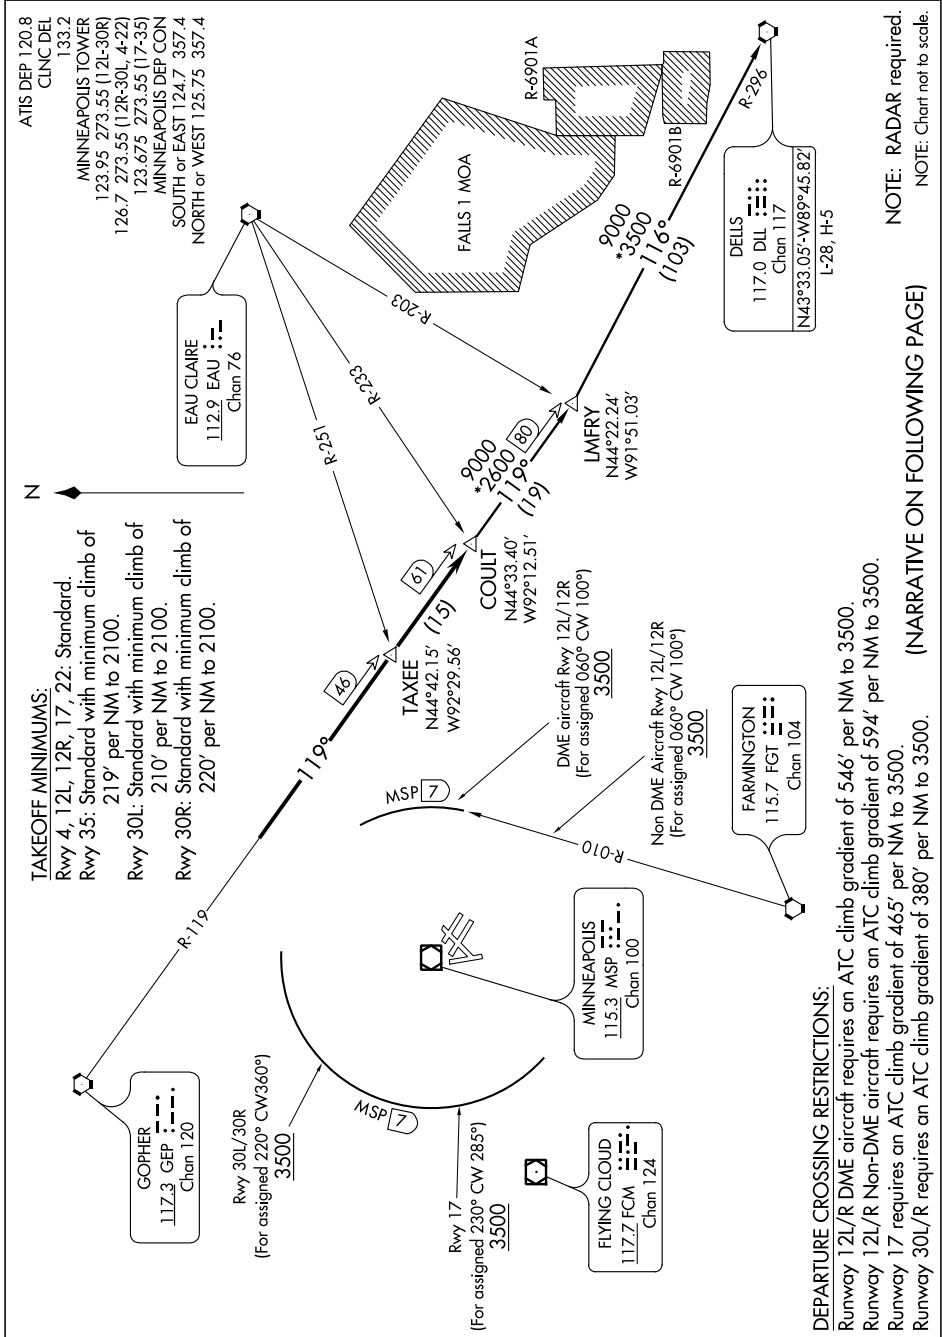 ATIS DEP 120.8
CLNC DEL
133.2
MINNEAPOLIS TOWER
123.95 273.55 (12L-30R)
126.7 273.55 (12R-30L, 4-22)
123.675 273.55 (17-35)
MINNEAPOLIS DEP CON
SOUTH or EAST 124.7 357.4
NORTH or WEST 125.75 357.4
TAKEOFF MINIMUMS:
Rwy 4, 12L, 12R, 17, 22: Standard.
Rwy 35: Standard with minimum climb of
219' per NM to 2100.
Rwy 30L: Standard with minimum climb of
210' per NM to 2100.
Rwy 30R: Standard with minimum climb of
220' per NM to 2100.
N
EAU CLAIRE
112.9 EAU
Chan 76
R-251
R-233
R-203
FALLS 1 MOA
R-6901A
R-6901B
GOPHER
117.3 GEP
Chan 120
R-119
119°
46
TAXEE
N44°42.15'
W92°29.56'
(15)
61
COULT
N44°33.40'
W92°12.51'
9000
*2600
119°
(19)
80
LMFRY
N44°22.24'
W91°51.03'
9000
*3500
116°
(103)
R-296
DELLS
117.0 DLL
Chan 117
N43°33.05'-W89°45.82'
L-28, H-5
Rwy 30L/30R
(For assigned 220° CW360°)
3500
MSP 7
Rwy 17
(For assigned 230° CW 285°)
3500
MINNEAPOLIS
115.3 MSP
Chan 100
FLYING CLOUD
117.7 FCM
Chan 124
MSP 7
DME aircraft Rwy 12L/12R
(For assigned 060° CW 100°)
3500
Non DME Aircraft Rwy 12L/12R
(For assigned 060° CW 100°)
3500
R-010
FARMINGTON
115.7 FGT
Chan 104
DEPARTURE CROSSING RESTRICTIONS:
Runway 12L/R DME aircraft requires an ATC climb gradient of 546' per NM to 3500.
Runway 12L/R Non-DME aircraft requires an ATC climb gradient of 594' per NM to 3500.
Runway 17 requires an ATC climb gradient of 465' per NM to 3500.
Runway 30L/R requires an ATC climb gradient of 380' per NM to 3500.
(NARRATIVE ON FOLLOWING PAGE)
NOTE: RADAR required.
NOTE: Chart not to scale.